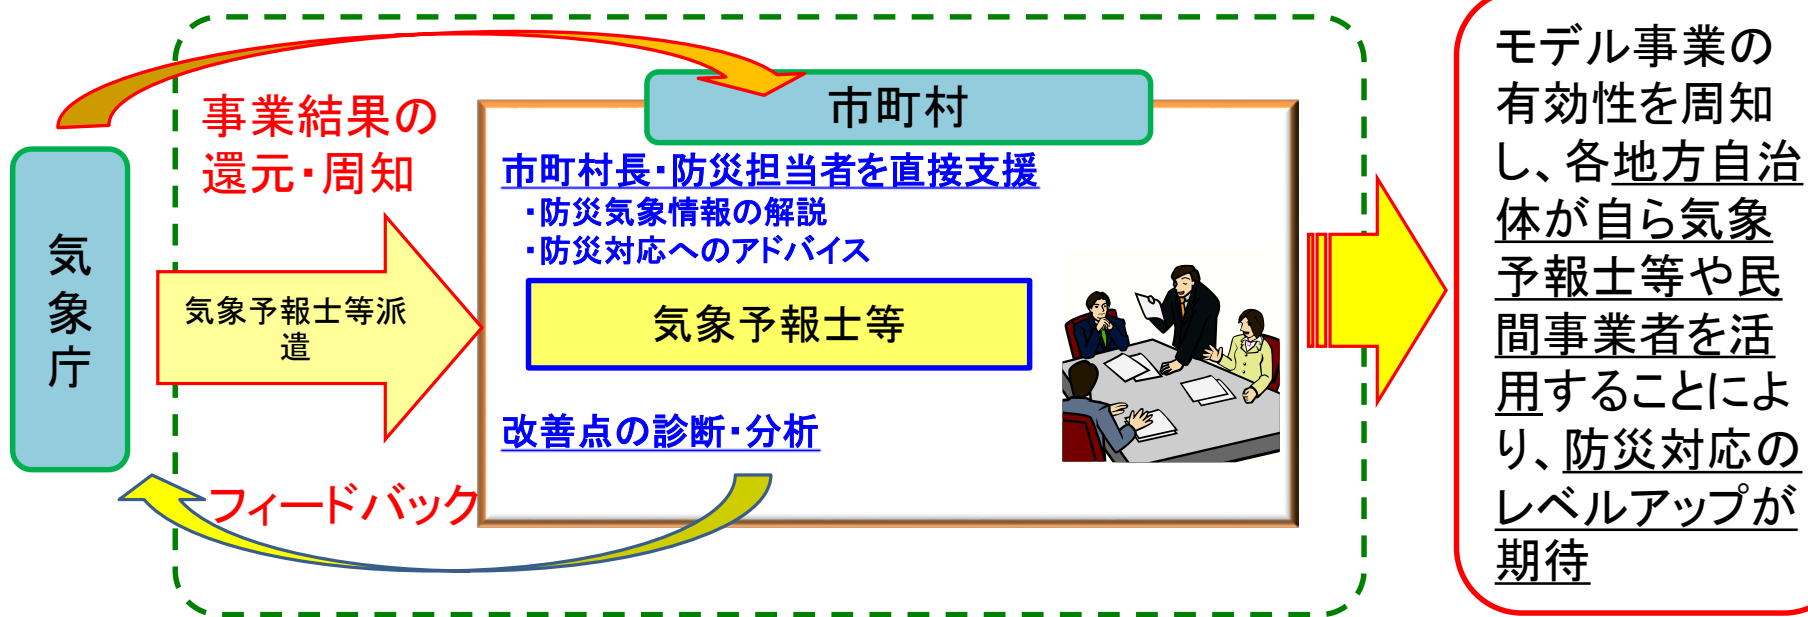 気
象
庁
事業結果の
還元・周知
気象予報士等派
遣
フィードバック
市町村
市町村長・防災担当者を直接支援
・防災気象情報の解説
・防災対応へのアドバイス
気象予報士等
改善点の診断・分析
モデル事業の
有効性を周知
し、各地方自治
体が自ら気象
予報士等や民
間事業者を活
用することによ
り、防災対応の
レベルアップが
期待